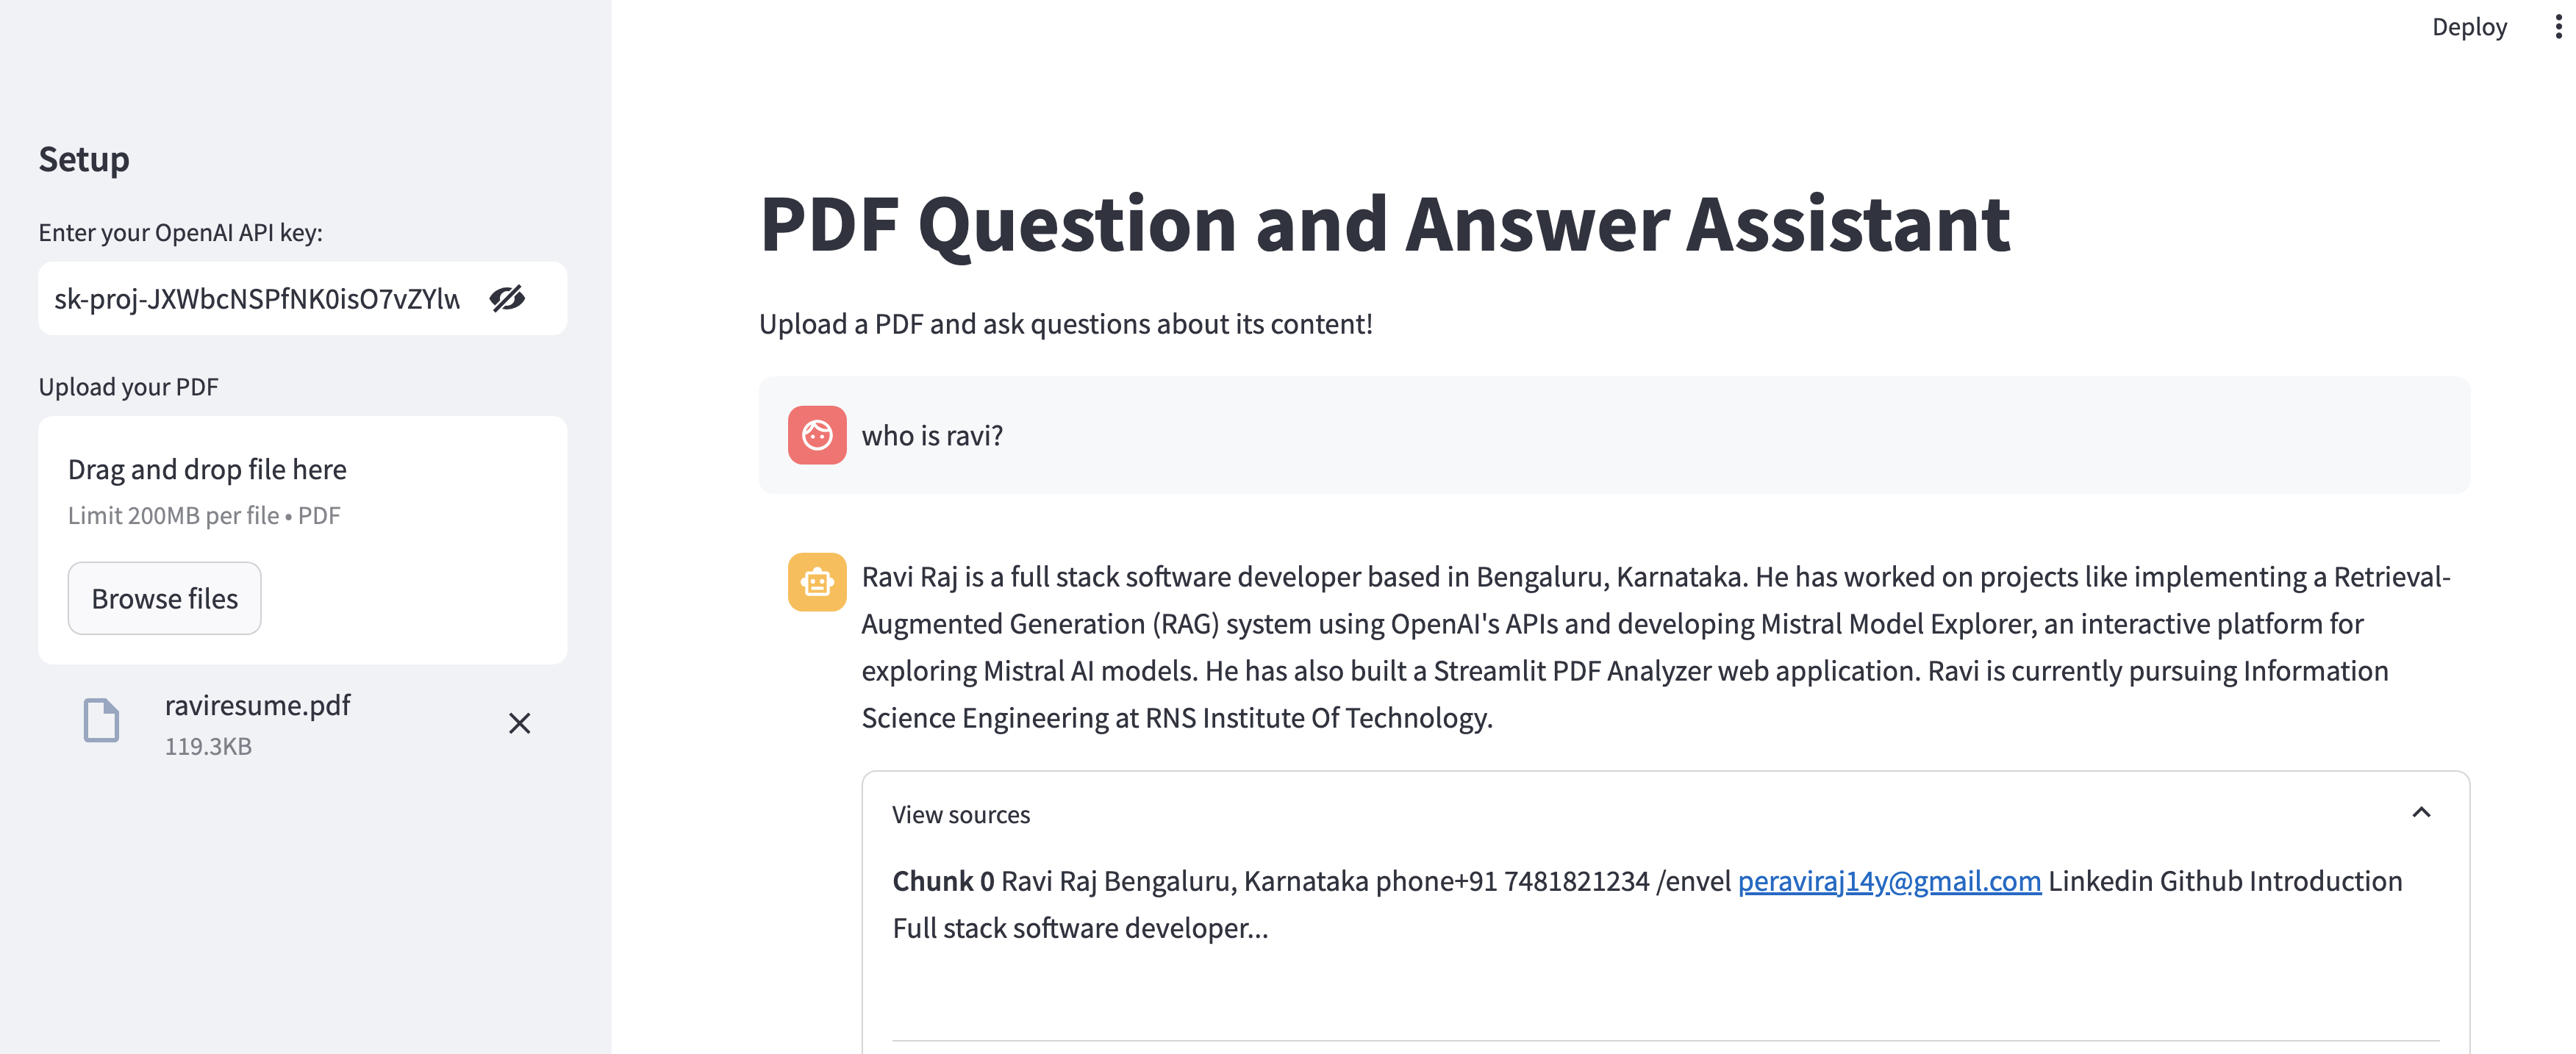 Deploy
Setup
Enter your OpenAI API key:
sk-proj-JXWbcNSPfNK0isO7vZYlw
Upload your PDF
Drag and drop file here
Limit 200MB per file • PDF
Browse files
raviresume.pdf
119.3KB
PDF Question and Answer Assistant
Upload a PDF and ask questions about its content!
who is ravi?
Ravi Raj is a full stack software developer based in Bengaluru, Karnataka. He has worked on projects like implementing a Retrieval-
Augmented Generation (RAG) system using OpenAI's APIs and developing Mistral Model Explorer, an interactive platform for
exploring Mistral AI models. He has also built a Streamlit PDF Analyzer web application. Ravi is currently pursuing Information
Science Engineering at RNS Institute Of Technology.
View sources
Chunk 0 Ravi Raj Bengaluru, Karnataka phone+91 7481821234 /envel peraviraj14y@gmail.com Linkedin Github Introduction
Full stack software developer...